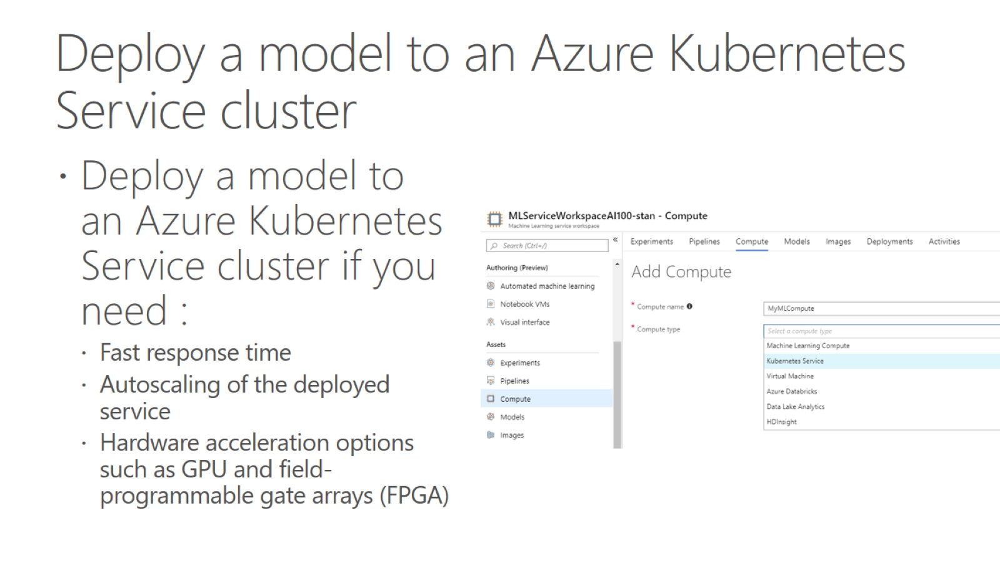 Deploy a model to an Azure Kubernetes
Service cluster
• Deploy a model to
an Azure Kubernetes
Service cluster if you
need :
• Fast response time
• Autoscaling of the deployed
service
• Hardware acceleration options
such as GPU and field-
programmable gate arrays (FPGA)
MLServiceWorkspaceAI100-stan - Compute
Machine Learning service workspace
Search (Ctrl+/)
«
Authoring (Preview)
Automated machine learning
Notebook VMs
Visual interface
Assets
Experiments
Pipelines
Compute
Models
Images
Experiments Pipelines Compute Models Images Deployments Activities
Add Compute
* Compute name
MyMLCompute
* Compute type
Select a compute type
Machine Learning Compute
Kubernetes Service
Virtual Machine
Azure Databricks
Data Lake Analytics
HDInsight